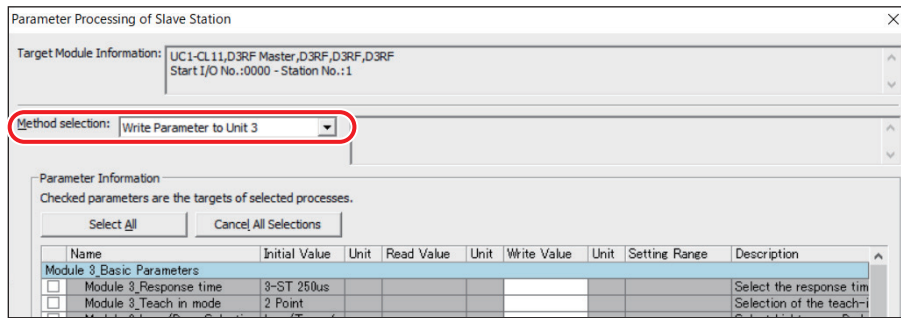 Parameter Processing of Slave Station
Target Module Information:
UC1-CL11,D3RF Master,D3RF,D3RF,D3RF
Start I/O No.:0000 - Station No.:1
Method selection: Write Parameter to Unit 3
Parameter Information
Checked parameters are the targets of selected processes.
Select All Cancel All Selections
Name Initial Value Unit Read Value Unit Write Value Unit Setting Range Description
Module 3_Basic Parameters
Module 3_Response time 3-ST 250us Select the response tim
Module 3_Teach in mode 2 Point Selection of the teach-i